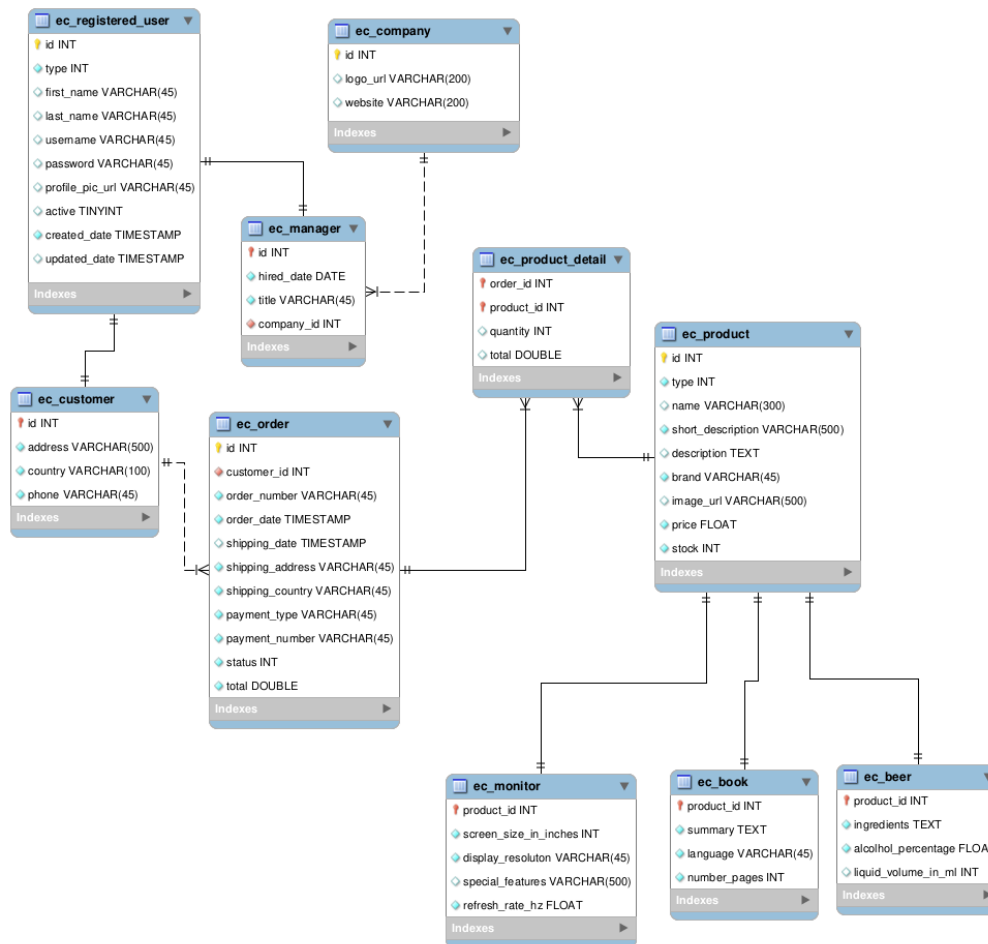 ec_registered_user
id INT
type INT
first_name VARCHAR(45)
last_name VARCHAR(45)
username VARCHAR(45)
password VARCHAR(45)
profile_pic_url VARCHAR(45)
active TINYINT
created_date TIMESTAMP
updated_date TIMESTAMP
Indexes
ec_company
id INT
logo_url VARCHAR(200)
website VARCHAR(200)
Indexes
ec_manager
id INT
hired_date DATE
title VARCHAR(45)
company_id INT
Indexes
ec_product_detail
order_id INT
product_id INT
quantity INT
total DOUBLE
Indexes
ec_product
id INT
type INT
name VARCHAR(300)
short_description VARCHAR(500)
description TEXT
brand VARCHAR(45)
image_url VARCHAR(500)
price FLOAT
stock INT
Indexes
ec_customer
id INT
address VARCHAR(500)
country VARCHAR(100)
phone VARCHAR(45)
Indexes
ec_order
id INT
customer_id INT
order_number VARCHAR(45)
order_date TIMESTAMP
shipping_date TIMESTAMP
shipping_address VARCHAR(45)
shipping_country VARCHAR(45)
payment_type VARCHAR(45)
payment_number VARCHAR(45)
status INT
total DOUBLE
Indexes
ec_monitor
product_id INT
screen_size_in_inches INT
display_resoluton VARCHAR(45)
special_features VARCHAR(500)
refresh_rate_hz FLOAT
Indexes
ec_book
product_id INT
summary TEXT
language VARCHAR(45)
number_pages INT
Indexes
ec_beer
product_id INT
ingredients TEXT
alcolhol_percentage FLOA
liquid_volume_in_ml INT
Indexes